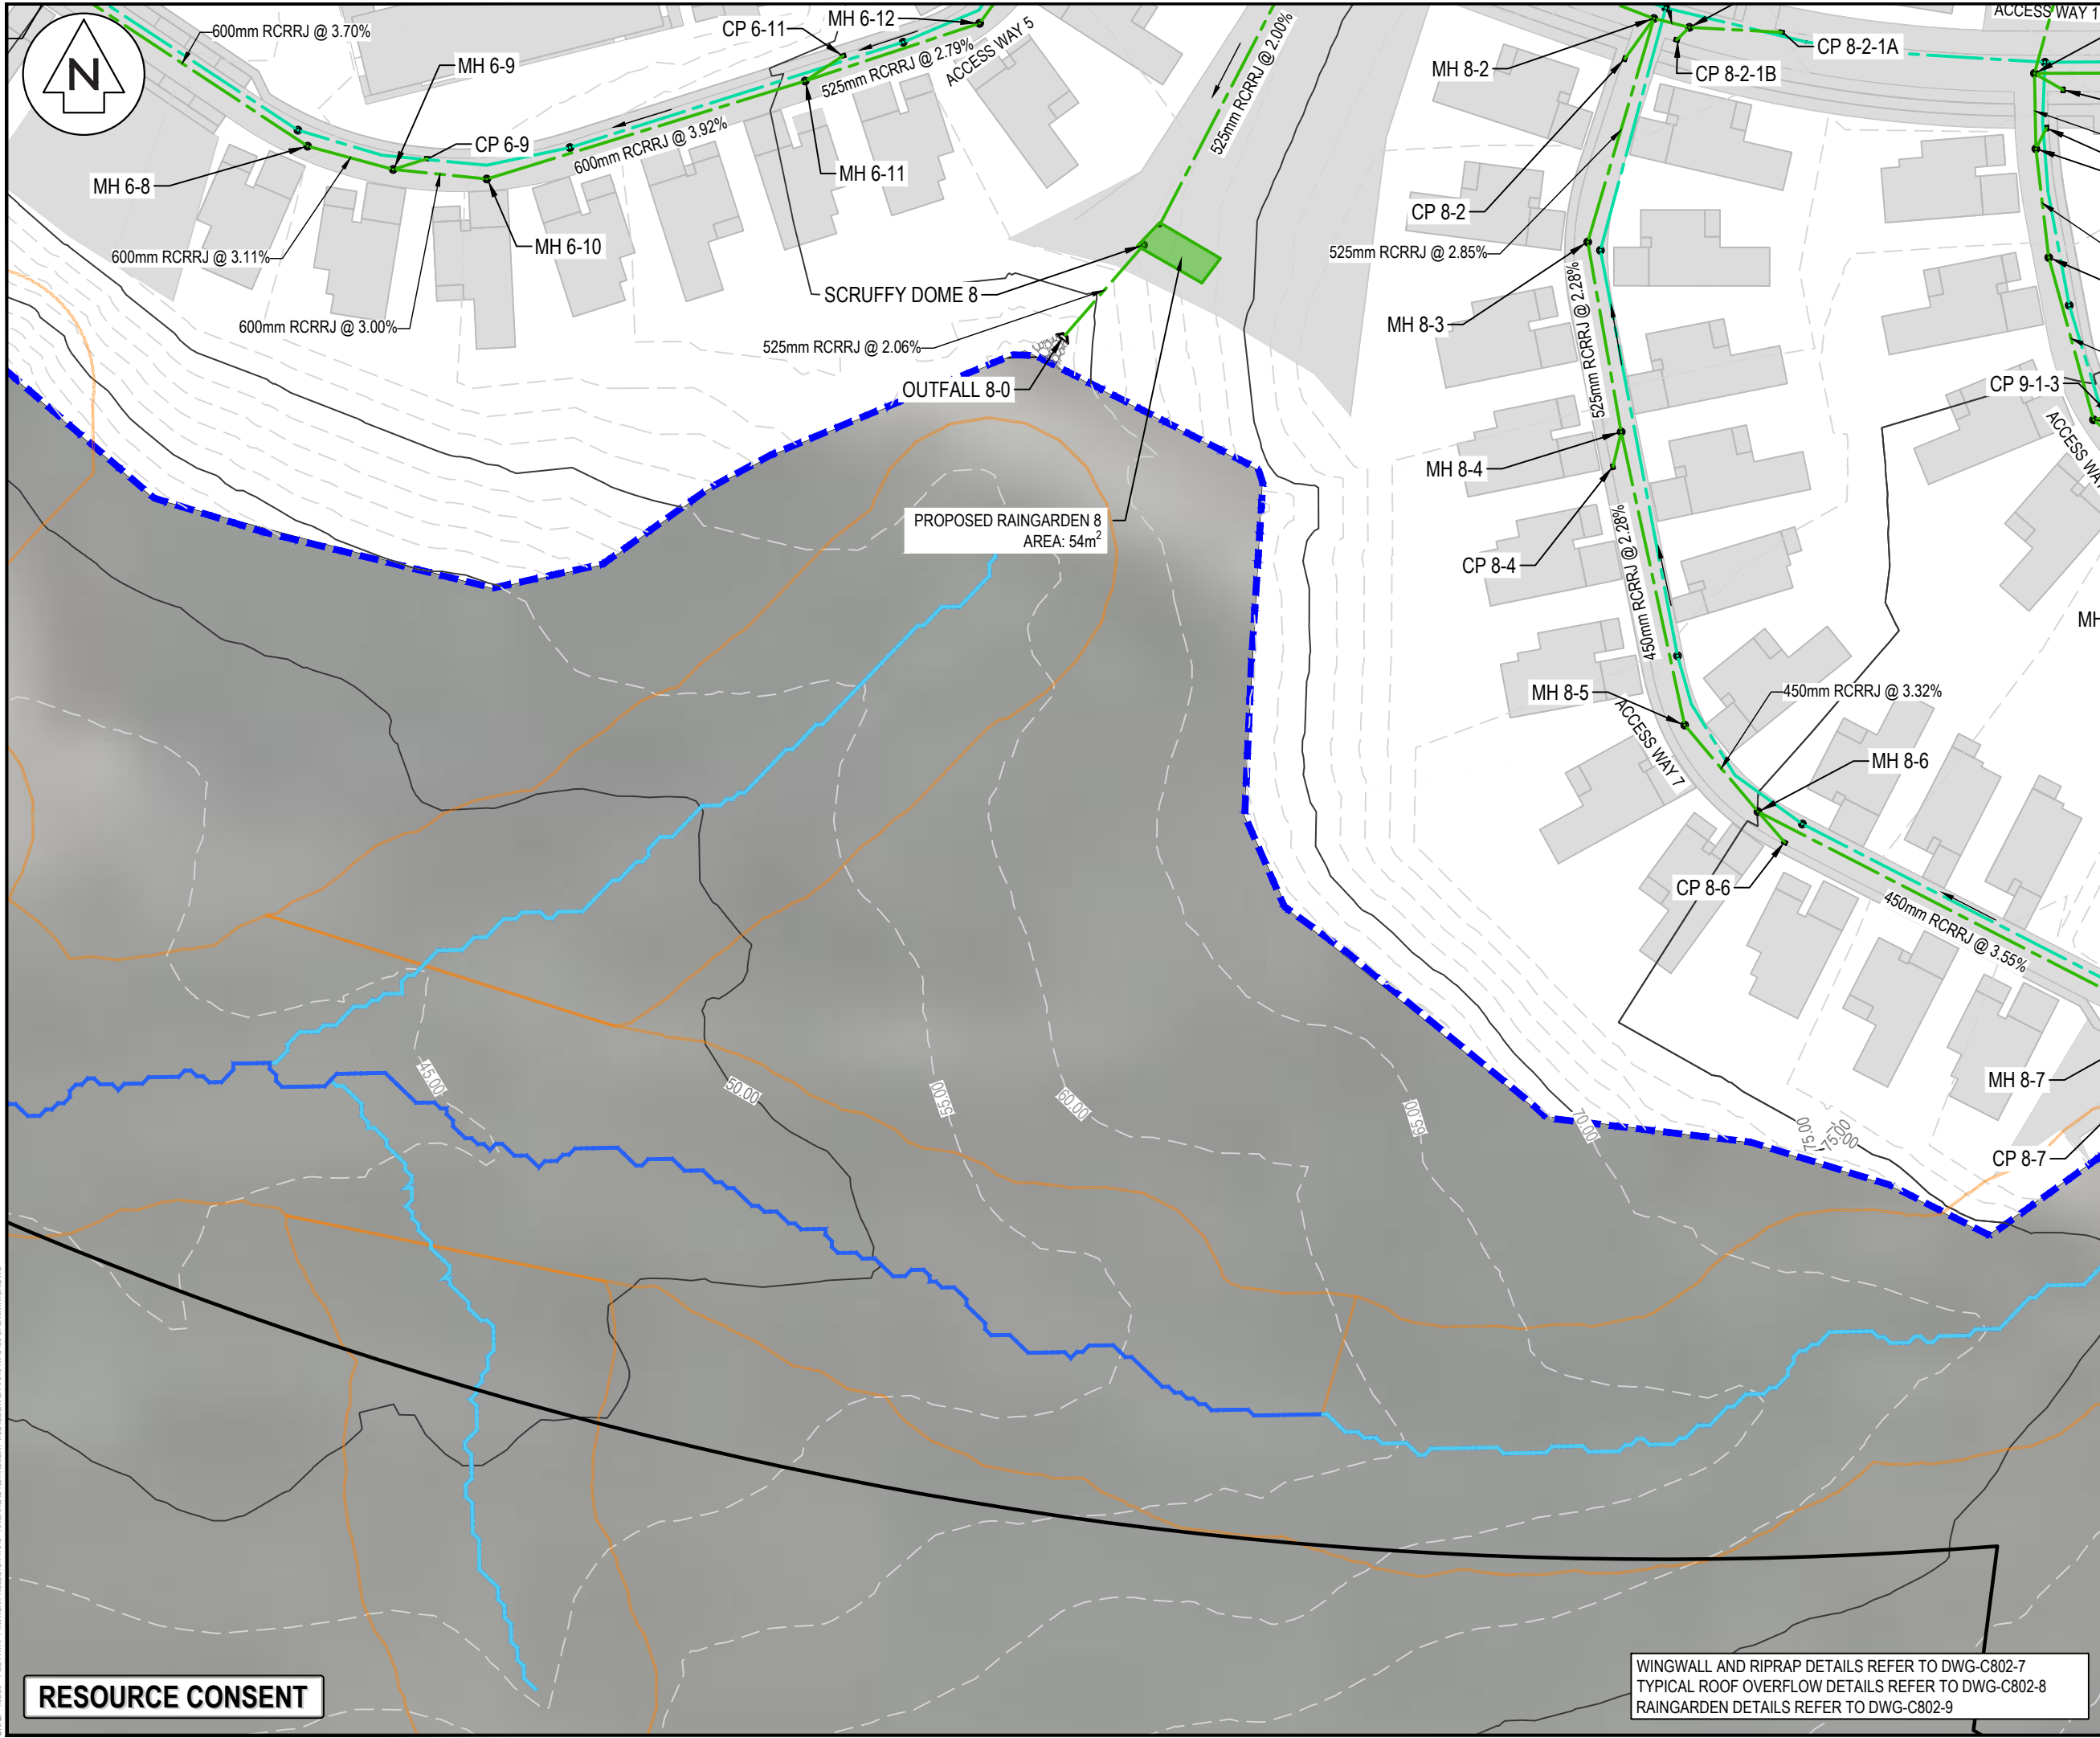 N
600mm RCRRJ @ 3.70%
MH 6-12
CP 6-11
525mm RCRRJ @ 2.79%
ACCESS WAY 5
525mm RCRRJ @ 2.00%
MH 8-2
CP 8-2-1A
CP 8-2-1B
ACCESS WAY 1
MH 6-9
CP 6-9
600mm RCRRJ @ 3.92%
MH 6-11
MH 6-8
MH 6-10
600mm RCRRJ @ 3.11%
600mm RCRRJ @ 3.00%
SCRUFFY DOME 8
525mm RCRRJ @ 2.06%
OUTFALL 8-0
CP 8-2
525mm RCRRJ @ 2.85%
MH 8-3
525mm RCRRJ @ 2.28%
CP 9-1-3
ACCESS WAY
MH 8-4
PROPOSED RAINGARDEN 8
AREA: 54m²
CP 8-4
450mm RCRRJ @ 2.28%
MH
MH 8-5
450mm RCRRJ @ 3.32%
ACCESS WAY 7
MH 8-6
CP 8-6
450mm RCRRJ @ 3.55%
MH 8-7
CP 8-7
45.00
50.00
55.00
60.00
65.00
70.00
75.00
75.00
RESOURCE CONSENT
WINGWALL AND RIPRAP DETAILS REFER TO DWG-C802-7
TYPICAL ROOF OVERFLOW DETAILS REFER TO DWG-C802-8
RAINGARDEN DETAILS REFER TO DWG-C802-9